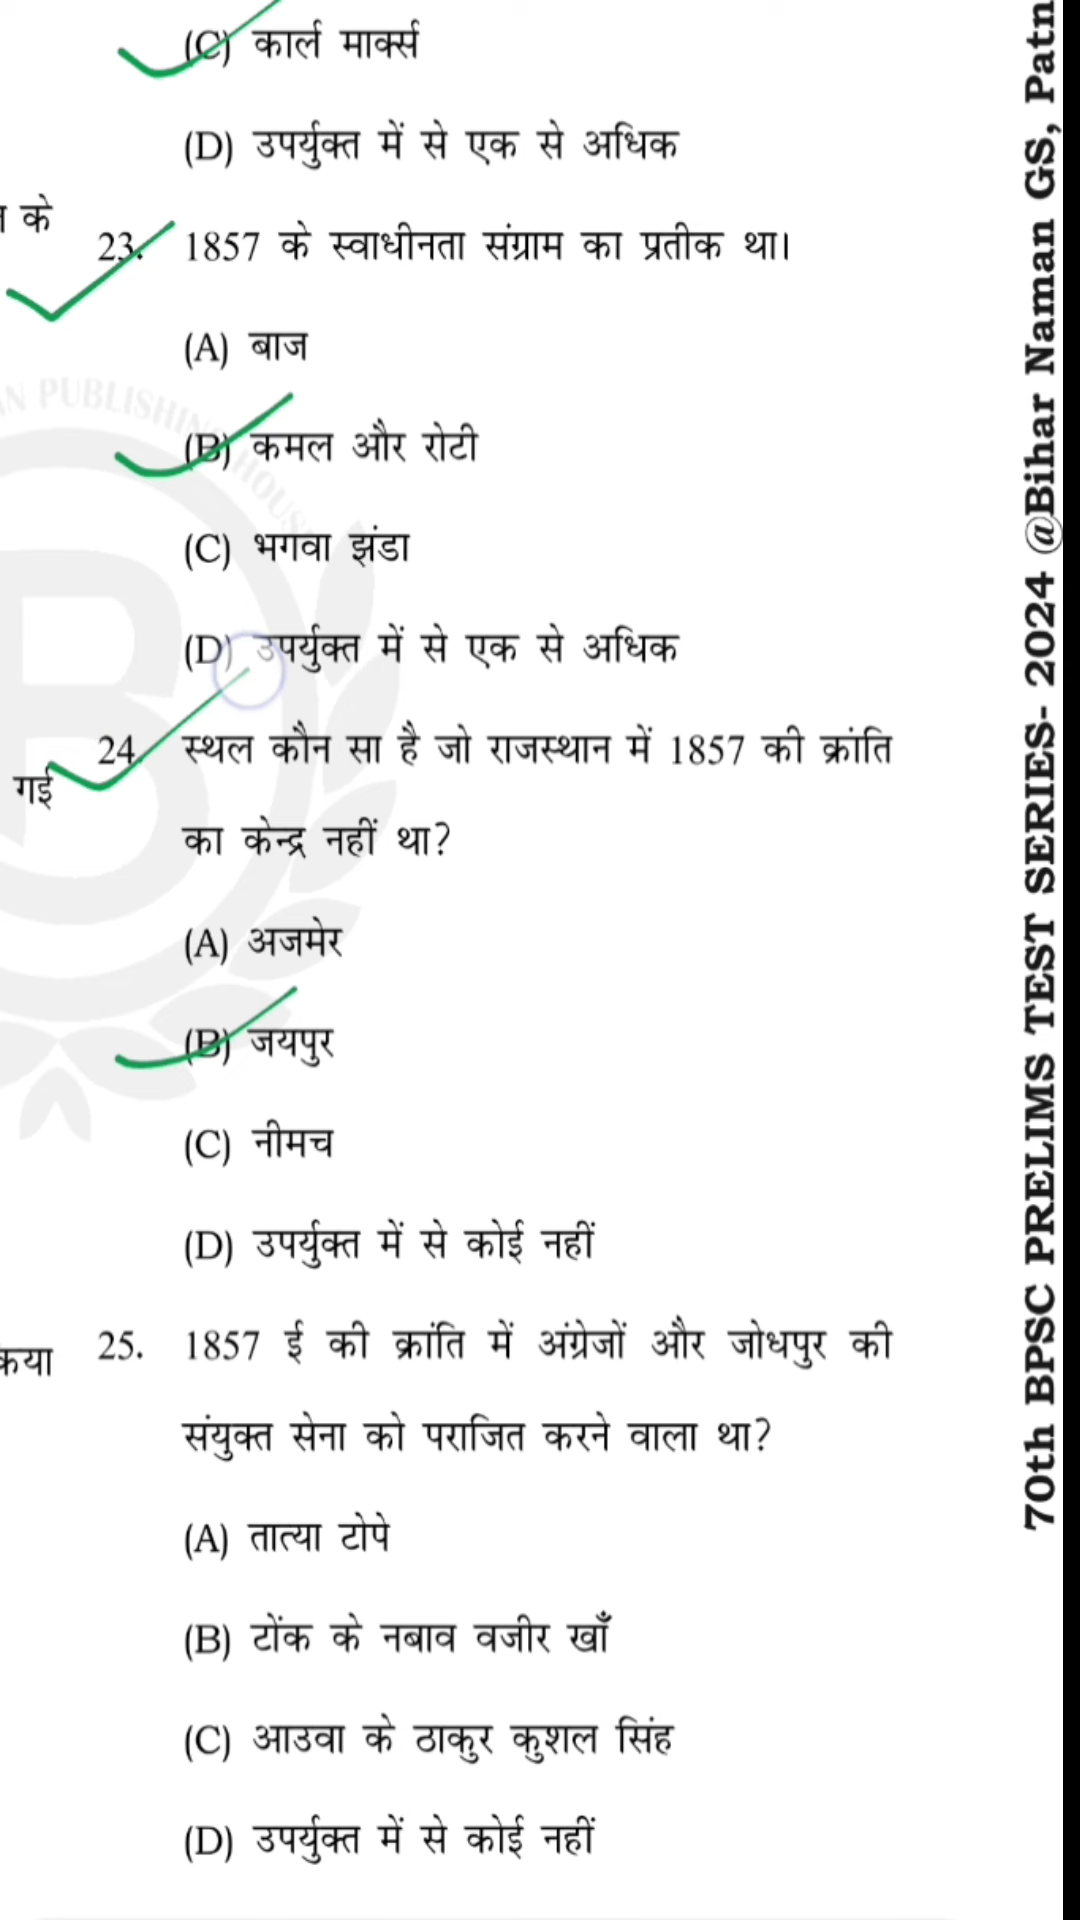 (C) कार्ल मार्क्स
(D) उपर्युक्त में से एक से अधिक
के
23. 1857 के स्वाधीनता संग्राम का प्रतीक था।
(A) बाज
(B) कमल और रोटी
(C) भगवा झंडा
(D) उपर्युक्त में से एक से अधिक
24. स्थल कौन सा है जो राजस्थान में 1857 की क्रांति
गई
का केन्द्र नहीं था?
(A) अजमेर
(B) जयपुर
(C) नीमच
(D) उपर्युक्त में से कोई नहीं
25. 1857 ई की क्रांति में अंग्रेजों और जोधपुर की
संयुक्त सेना को पराजित करने वाला था?
(A) तात्या टोपे
(B) टोंक के नबाव वजीर खाँ
(C) आउवा के ठाकुर कुशल सिंह
(D) उपर्युक्त में से कोई नहीं
70th BPSC PRELIMS TEST SERIES- 2024 @Bihar Naman GS, Patn
PUBLISHING HOUS
B